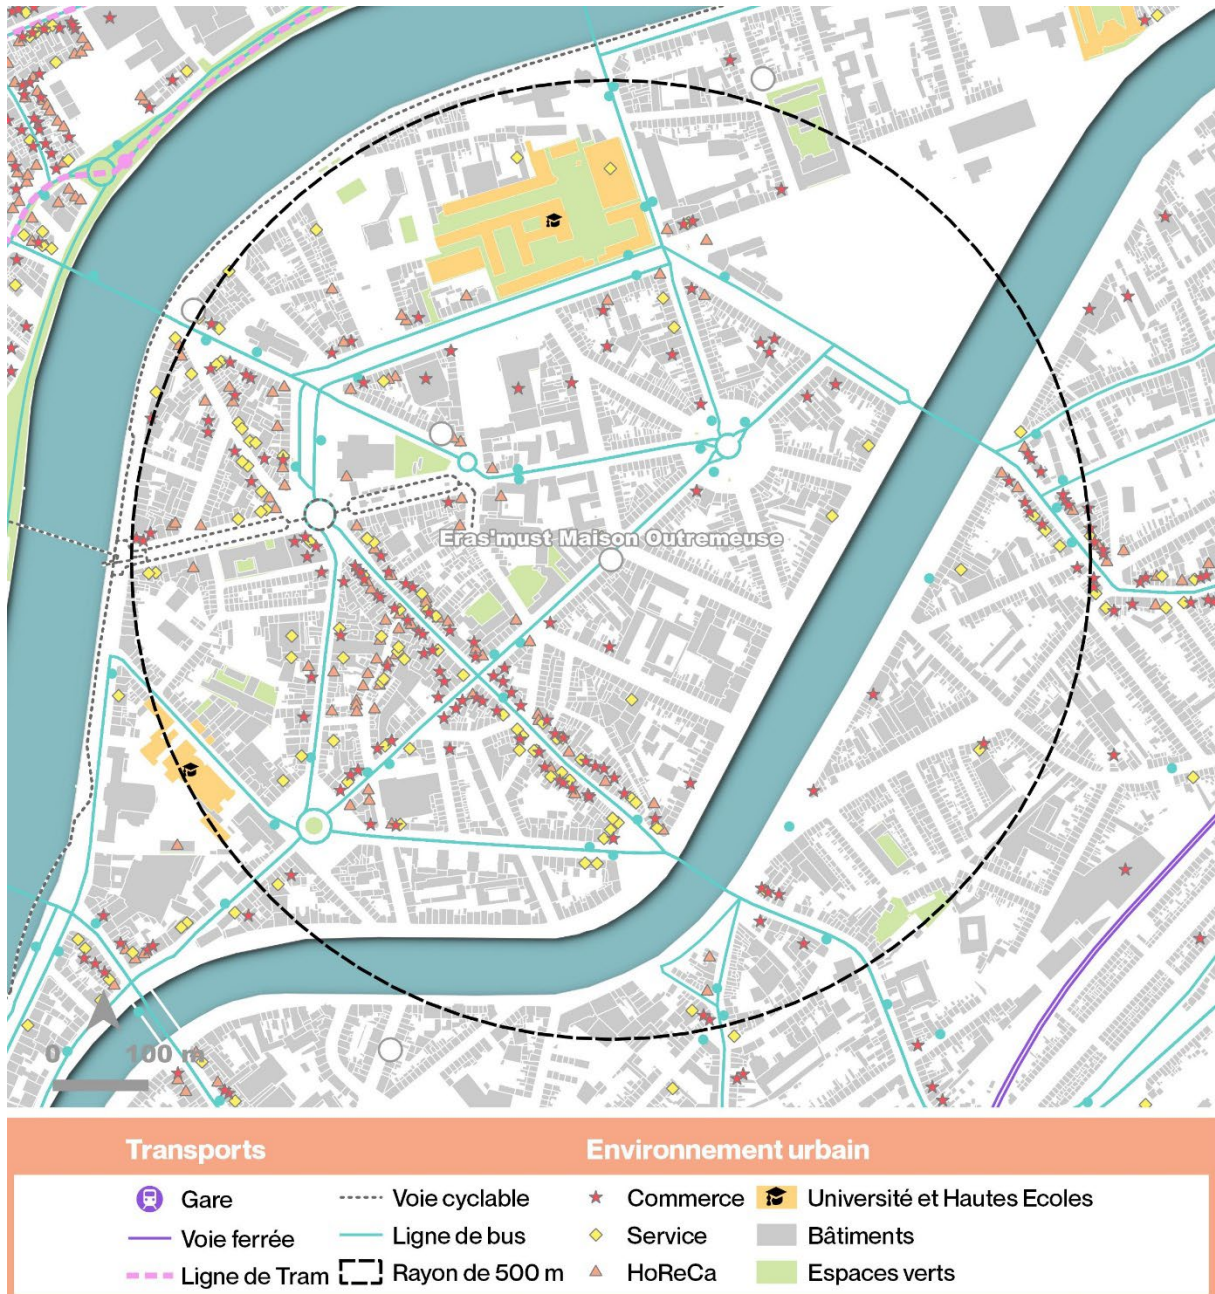 Eras'must Maison Outremeuse
0 100 m
Transports
Environnement urbain
Gare
Voie cyclable
Commerce
Université et Hautes Ecoles
Voie ferrée
Ligne de bus
Service
Bâtiments
Ligne de Tram
Rayon de 500 m
HoReCa
Espaces verts